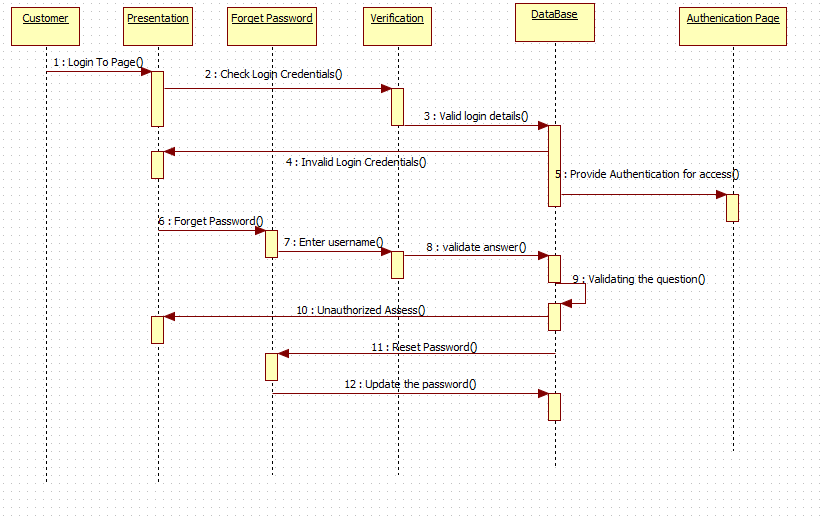 Customer
Presentation
Forget Password
Verification
DataBase
Authenication Page
1 : Login To Page()
2 : Check Login Credentials()
3 : Valid login details()
4 : Invalid Login Credentials()
5 : Provide Authentication for access()
6 : Forget Password()
7 : Enter username()
8 : validate answer()
9 : Validating the question()
10 : Unauthorized Assess()
11 : Reset Password()
12 : Update the password()